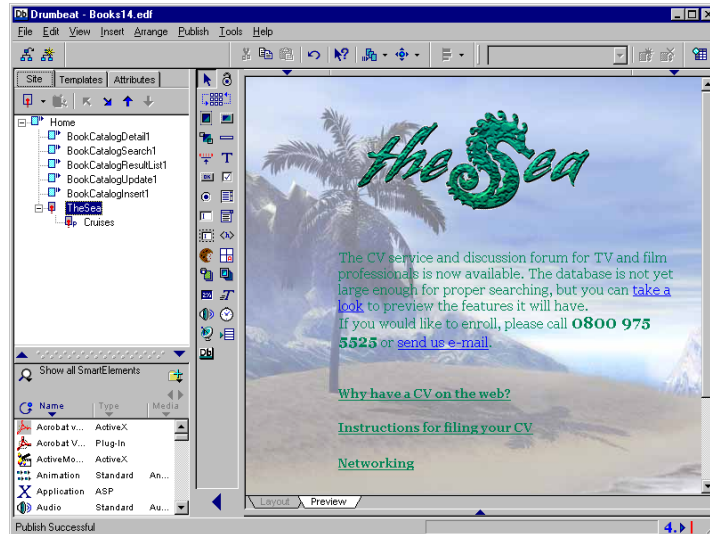 Drumbeat - Books14.edf
File Edit View Insert Arrange Publish Tools Help
Site Templates Attributes
Home
BookCatalogDetail1
BookCatalogSearch1
BookCatalogResultList1
BookCatalogUpdate1
BookCatalogInsert1
TheSea
Cruises
Show all SmartElements
Name Type Media
Acrobat v... ActiveX
Acrobat V... Plug-In
ActiveMo... ActiveX
Animation Standard An...
Application ASP
Audio Standard Au...
theSea
The CV service and discussion forum for TV and film
professionals is now available. The database is not yet
large enough for proper searching, but you can take a
look to preview the features it will have.
If you would like to enroll, please call 0800 975
5525 or send us e-mail.
Why have a CV on the web?
Instructions for filing your CV
Networking
Layout Preview
Publish Successful
4.